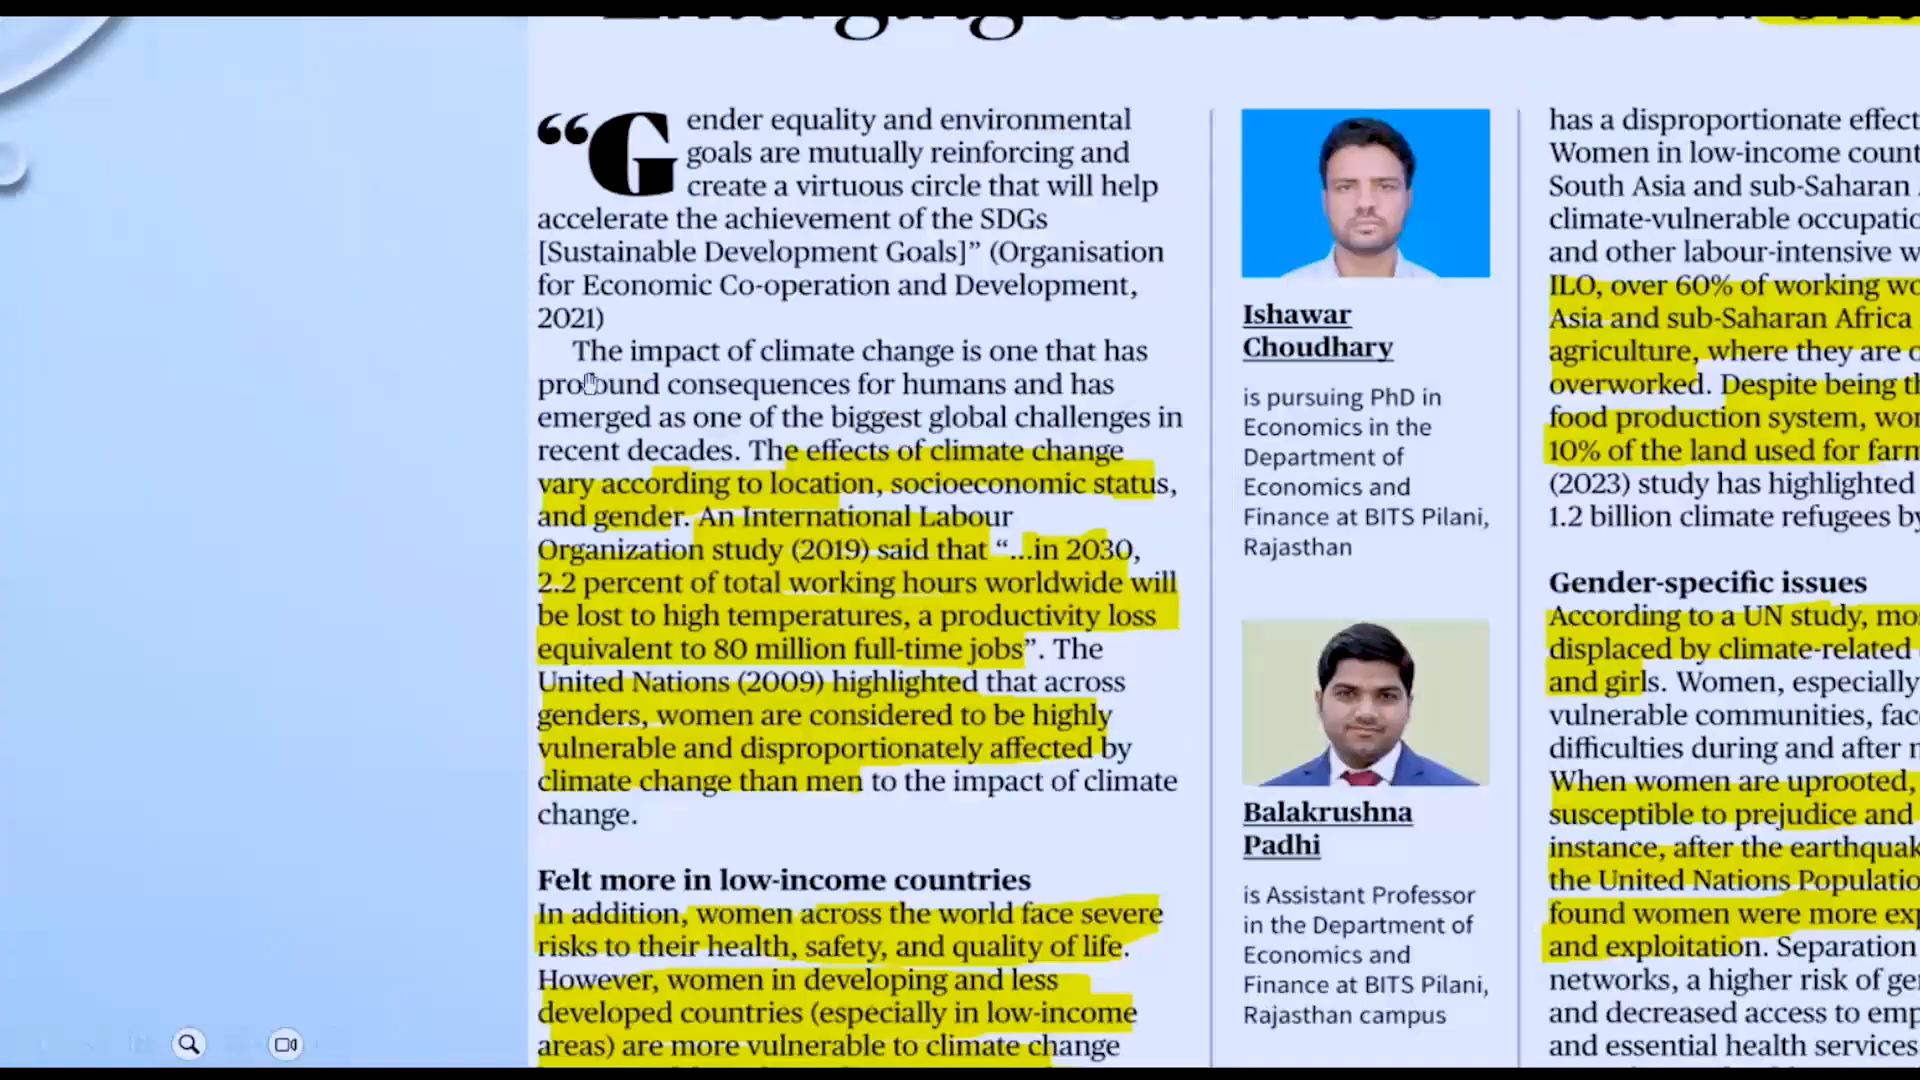 “Gender equality and environmental
goals are mutually reinforcing and
create a virtuous circle that will help
accelerate the achievement of the SDGs
[Sustainable Development Goals]” (Organisation
for Economic Co-operation and Development,
2021)
The impact of climate change is one that has
profound consequences for humans and has
emerged as one of the biggest global challenges in
recent decades. The effects of climate change
vary according to location, socioeconomic status,
and gender. An International Labour
Organization study (2019) said that “...in 2030,
2.2 percent of total working hours worldwide will
be lost to high temperatures, a productivity loss
equivalent to 80 million full-time jobs”. The
United Nations (2009) highlighted that across
genders, women are considered to be highly
vulnerable and disproportionately affected by
climate change than men to the impact of climate
change.
Felt more in low-income countries
In addition, women across the world face severe
risks to their health, safety, and quality of life.
However, women in developing and less
developed countries (especially in low-income
areas) are more vulnerable to climate change
Ishawar
Choudhary
is pursuing PhD in
Economics in the
Department of
Economics and
Finance at BITS Pilani,
Rajasthan
Balakrushna
Padhi
is Assistant Professor
in the Department of
Economics and
Finance at BITS Pilani,
Rajasthan campus
has a disproportionate
Women in low-income
South Asia and sub-Saharan
climate-vulnerable
and other labour-intensive
ILO, over 60% of working
Asia and sub-Saharan Africa
agriculture, where they are
overworked. Despite being
food production system,
10% of the land used for
(2023) study has highlighted
1.2 billion climate refugees
Gender-specific issues
According to a UN study,
displaced by climate-related
and girls. Women, especially
vulnerable communities,
difficulties during and after
When women are uprooted,
susceptible to prejudice and
instance, after the
the United Nations
found women were more
and exploitation. Separation
networks, a higher risk of
and decreased access to
and essential health services